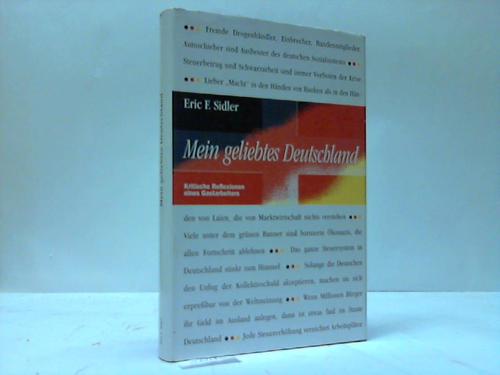 Fremde Drogenhändler, Einbrecher, Bandenmitglieder,
Autoschieber sind Ausbeuter des deutschen Sozialsystems
Steuerbetrug und Schwarzarbeit sind immer Vorboten der Krise
Lieber „Macht" in den Händen von Banken als in den Hän-
Eric F. Sidler
Mein geliebtes Deutschland
Kritische Reflexionen
eines Gastarbeiters
den von Laien, die von Marktwirtschaft nichts verstehen
Viele unter dem grünen Banner sind bornierte Ökonazis, die
allen Fortschritt ablehnen Das ganze Steuersystem in
Deutschland stinkt zum Himmel Solange die Deutschen
den Unfug der Kollektivschuld akzeptieren, machen sie sich
erpreßbar von der Weltmeinung Wenn Millionen Bürger
ihr Geld im Ausland anlegen, dann ist etwas faul im Staate
Deutschland Jede Steuererhöhung vernichtet Arbeitsplätze
Mein geliebtes Deutschland